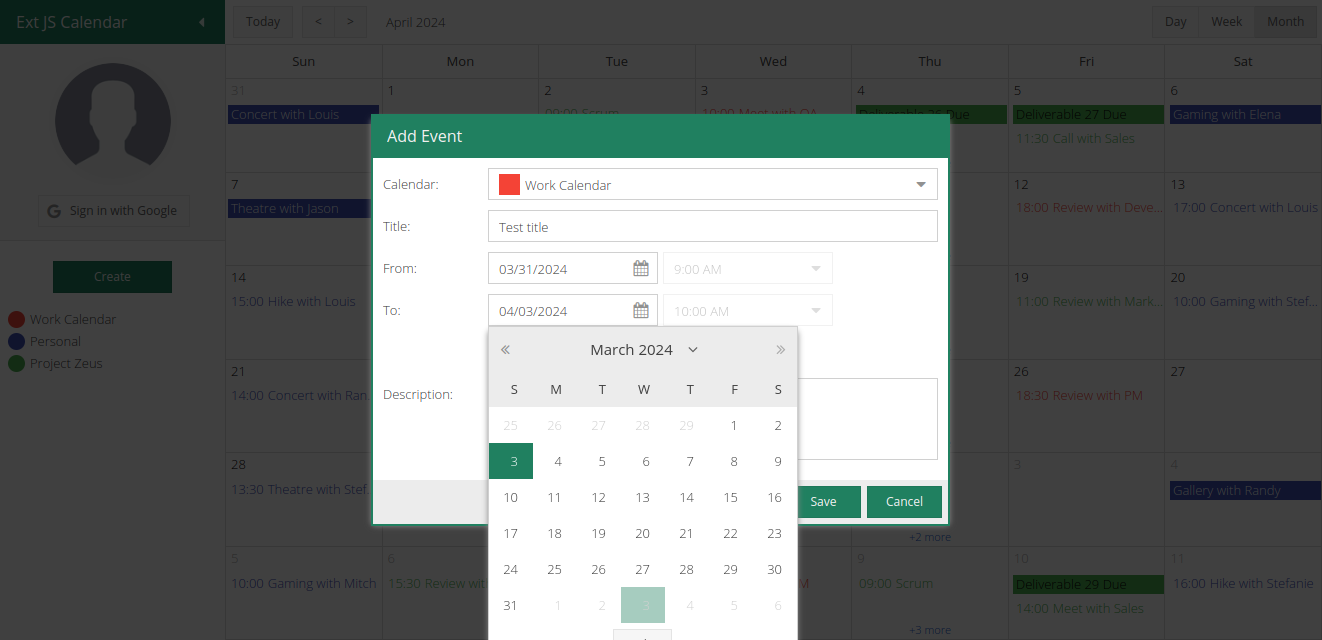 Ext JS Calendar
Today < > April 2024 Day Week Month
Sun Mon Tue Wed Thu Fri Sat
31 1 2 3 4 5 6
Concert with Louis 09:00 Scrum 10:00 Meet with QA Deliverable 26 Due Deliverable 27 Due Gaming with Elena
11:30 Call with Sales
Add Event
Calendar: Work Calendar
Title: Test title
From: 03/31/2024 9:00 AM
To: 04/03/2024 10:00 AM
March 2024
S M T W T F S
25 26 27 28 29 1 2
3 4 5 6 7 8 9
10 11 12 13 14 15 16
17 18 19 20 21 22 23
24 25 26 27 28 29 30
31 1 2 3 4 5 6
Description:
Save Cancel
Sign in with Google
Create
Work Calendar
Personal
Project Zeus
7 12 13
Theatre with Jason 18:00 Review with Deve... 17:00 Concert with Louis
14 19 20
15:00 Hike with Louis 11:00 Review with Mark... 10:00 Gaming with Stef...
21 26 27
14:00 Concert with Ran 18:30 Review with PM
28 3 4
13:30 Theatre with Stef Gallery with Randy
+2 more
5 6 9 10 11
10:00 Gaming with Mitch 15:30 Review wit M 09:00 Scrum Deliverable 29 Due 16:00 Hike with Stefanie
14:00 Meet with Sales
+3 more